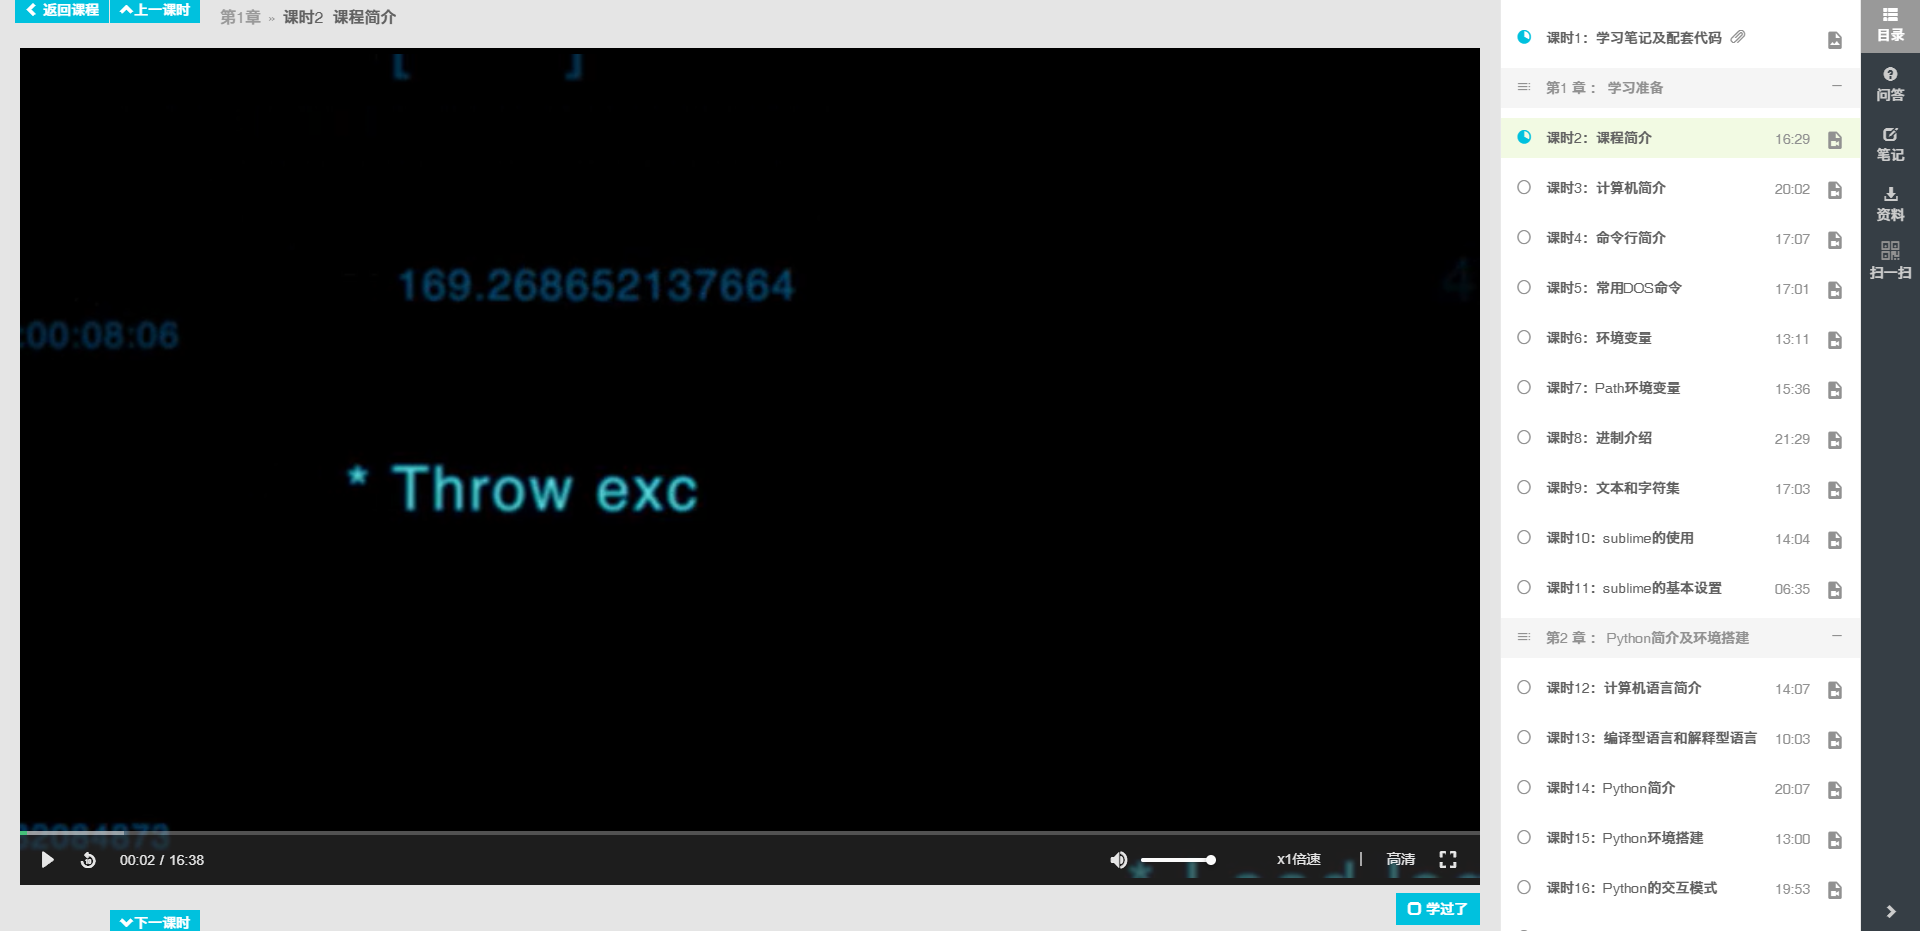 返回课程
上一课时
第1章 » 课时2 课程简介
169.268652137664
:00:08:06
* Throw exc
00:02 / 16:38
x1倍速 | 高清
学过了
下一课时
课时1：学习笔记及配套代码
第1 章： 学习准备
课时2：课程简介 16:29
课时3：计算机简介 20:02
课时4：命令行简介 17:07
课时5：常用DOS命令 17:01
课时6：环境变量 13:11
课时7：Path环境变量 15:36
课时8：进制介绍 21:29
课时9：文本和字符集 17:03
课时10：sublime的使用 14:04
课时11：sublime的基本设置 06:35
第2 章： Python简介及环境搭建
课时12：计算机语言简介 14:07
课时13：编译型语言和解释型语言 10:03
课时14：Python简介 20:07
课时15：Python环境搭建 13:00
课时16：Python的交互模式 19:53
目录
问答
笔记
资料
扫一扫